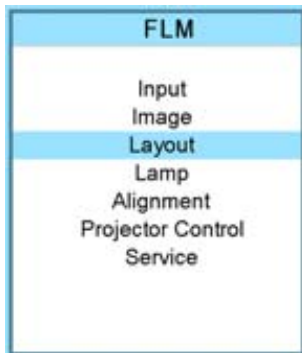 FLM
Input
Image
Layout
Lamp
Alignment
Projector Control
Service